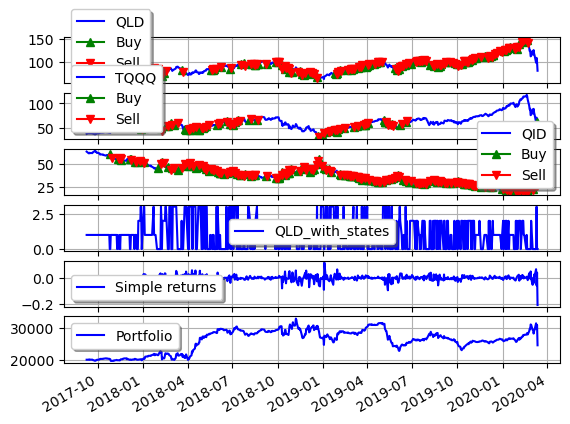 QLD
Buy
Sell
150
100
TQQQ
Buy
Sell
100
50
QID
Buy
Sell
50
25
2.5
0.0
QLD_with_states
0.0
−0.2
Simple returns
30000
20000
Portfolio
2017-10
2018-01
2018-04
2018-07
2018-10
2019-01
2019-04
2019-07
2019-10
2020-01
2020-04